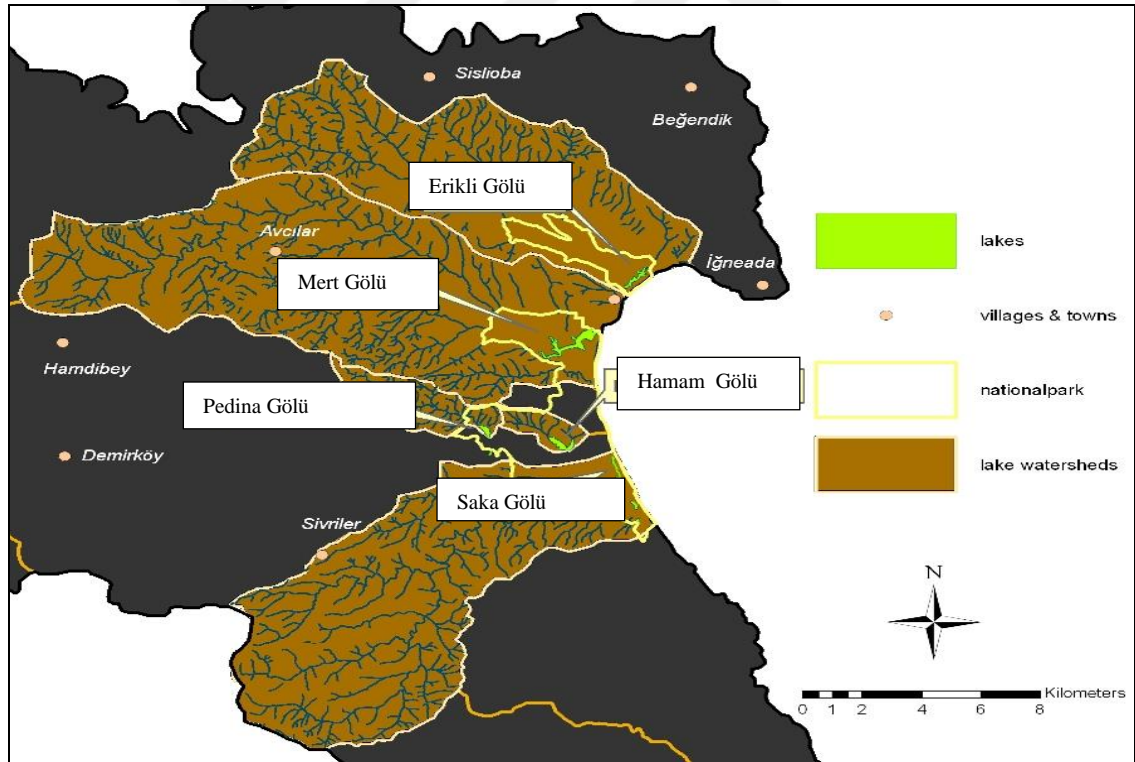 Sislioba
Beğendik
Erikli Gölü
Avcılar
İğneada
Mert Gölü
Hamdibey
Hamam Gölü
Pedina Gölü
Demirköy
Saka Gölü
Sivriler
lakes
villages & towns
nationalpark
lake watersheds
N
Kilometers
0 1 2 4 6 8